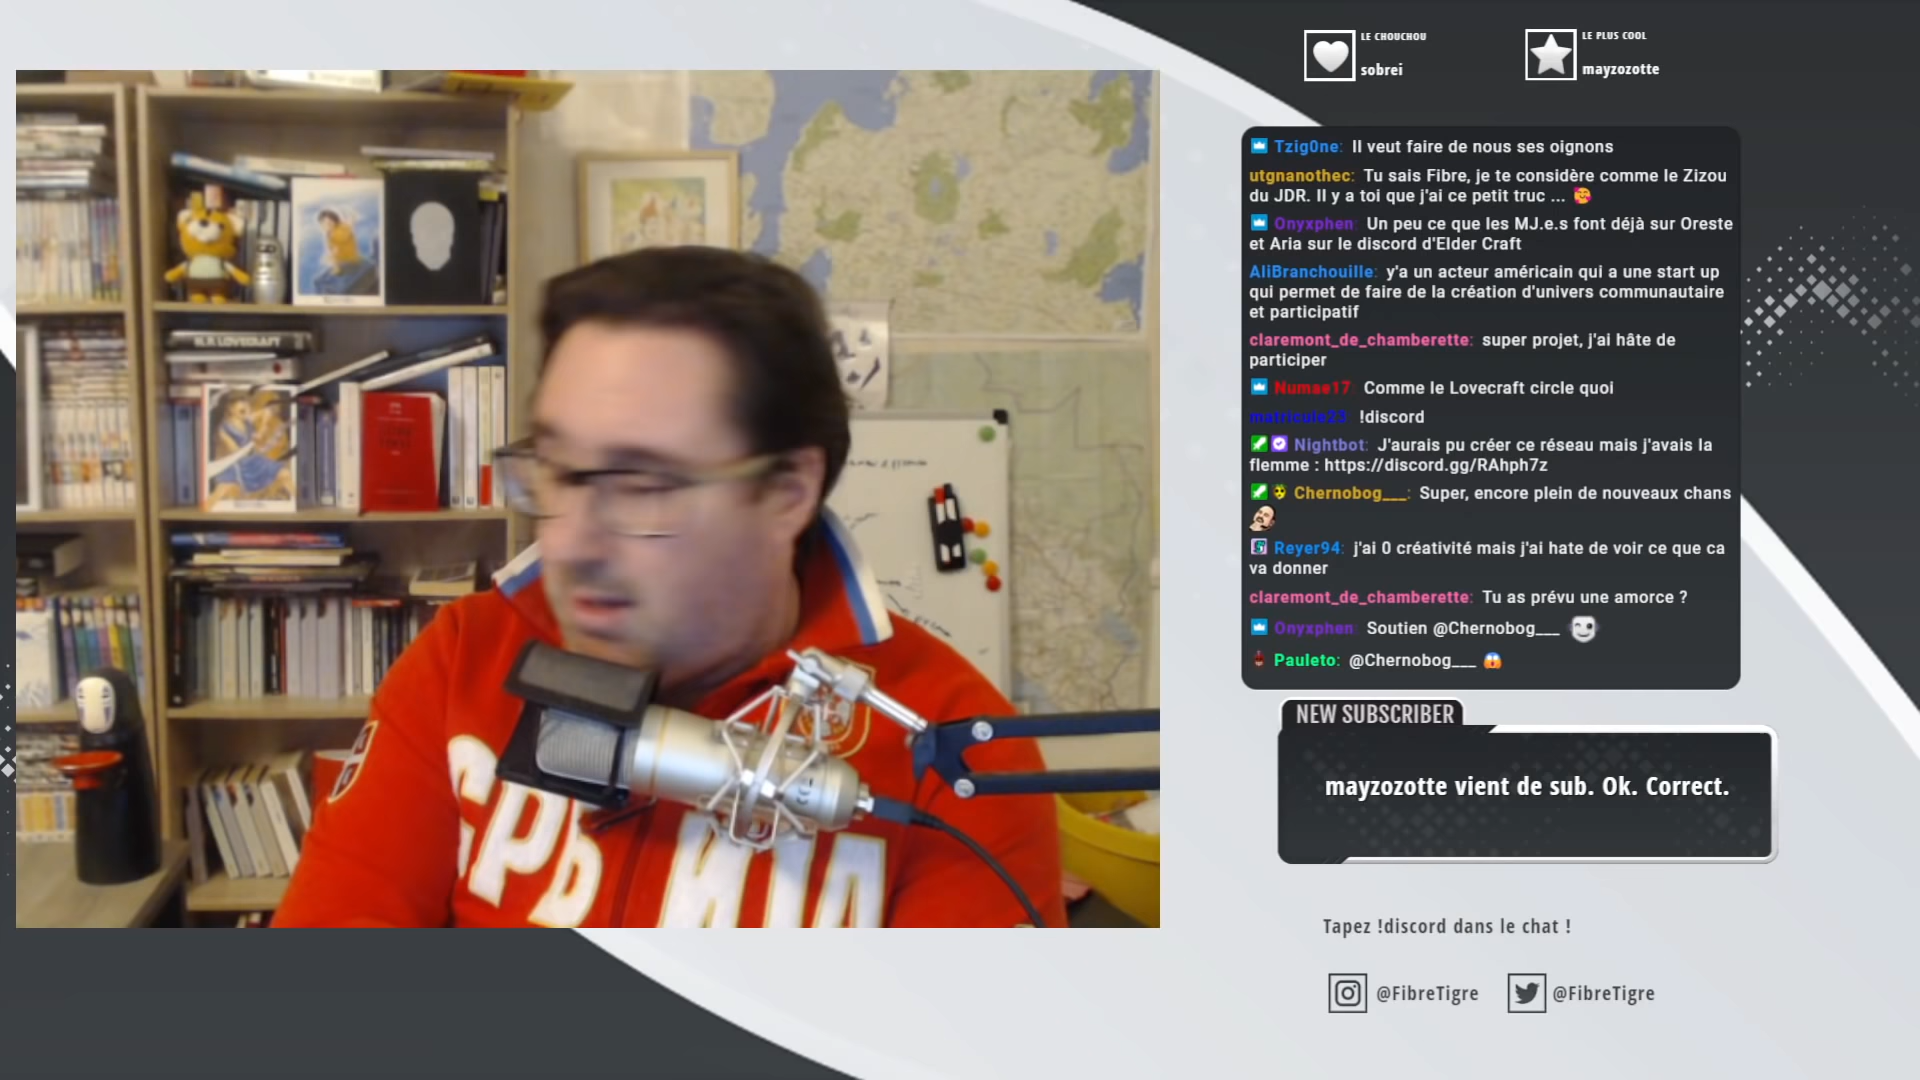 LE CHOUCHOU
sobrei
LE PLUS COOL
mayzozotte
Tzig0ne: Il veut faire de nous ses oignons
utgnanothec: Tu sais Fibre, je te considère comme le Zizou
du JDR. Il y a toi que j'ai ce petit truc ...
Onyxphen: Un peu ce que les MJ.e.s font déjà sur Oreste
et Aria sur le discord d'Elder Craft
AliBranchouille: y'a un acteur américain qui a une start up
qui permet de faire de la création d'univers communautaire
et participatif
claremont_de_chamberette: super projet, j'ai hâte de
participer
Numae17: Comme le Lovecraft circle quoi
matricule23: !discord
Nightbot: J'aurais pu créer ce réseau mais j'avais la
flemme : https://discord.gg/RAhph7z
Chernobog___: Super, encore plein de nouveaux chans
Reyer94: j'ai 0 créativité mais j'ai hate de voir ce que ca
va donner
claremont_de_chamberette: Tu as prévu une amorce ?
Onyxphen: Soutien @Chernobog___
Pauleto: @Chernobog___
NEW SUBSCRIBER
mayzozotte vient de sub. Ok. Correct.
Tapez !discord dans le chat !
@FibreTigre
@FibreTigre
H.P. LOVECRAFT